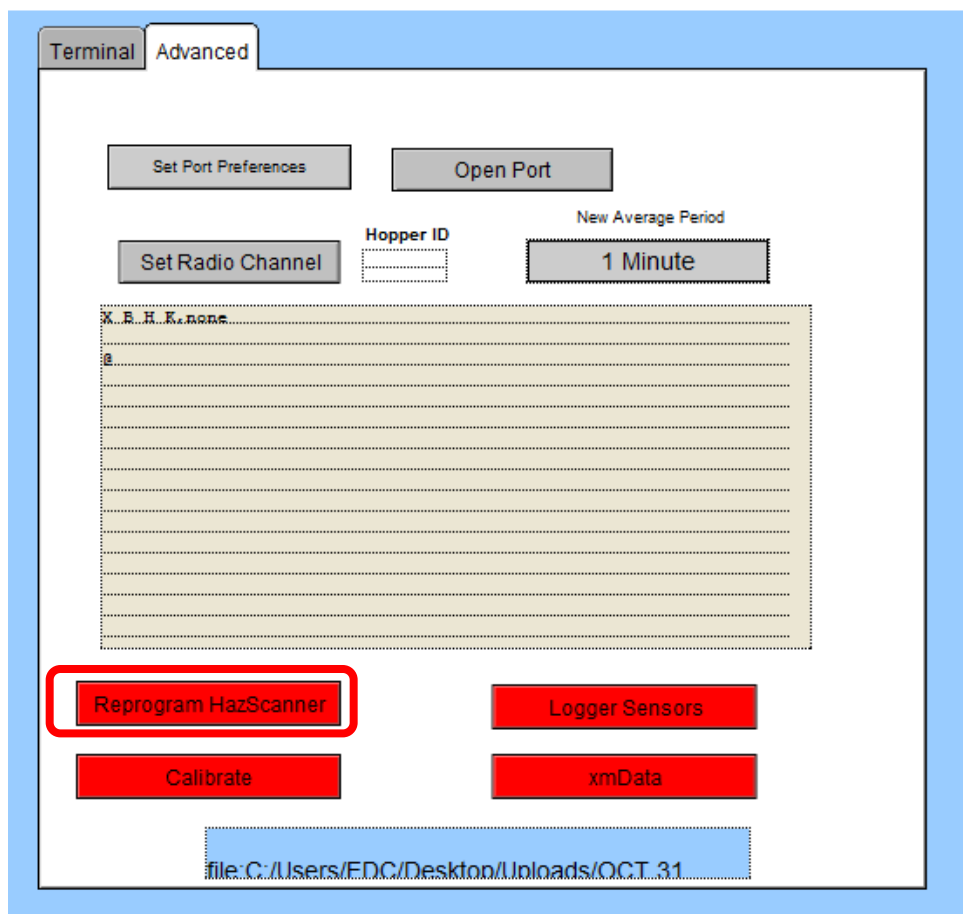 Terminal Advanced
Set Port Preferences Open Port
New Average Period
Hopper ID
Set Radio Channel 1 Minute
X B H K,none
@
Reprogram HazScanner Logger Sensors
Calibrate xmData
file:C:/Users/EDC/Desktop/Uploads/OCT 31